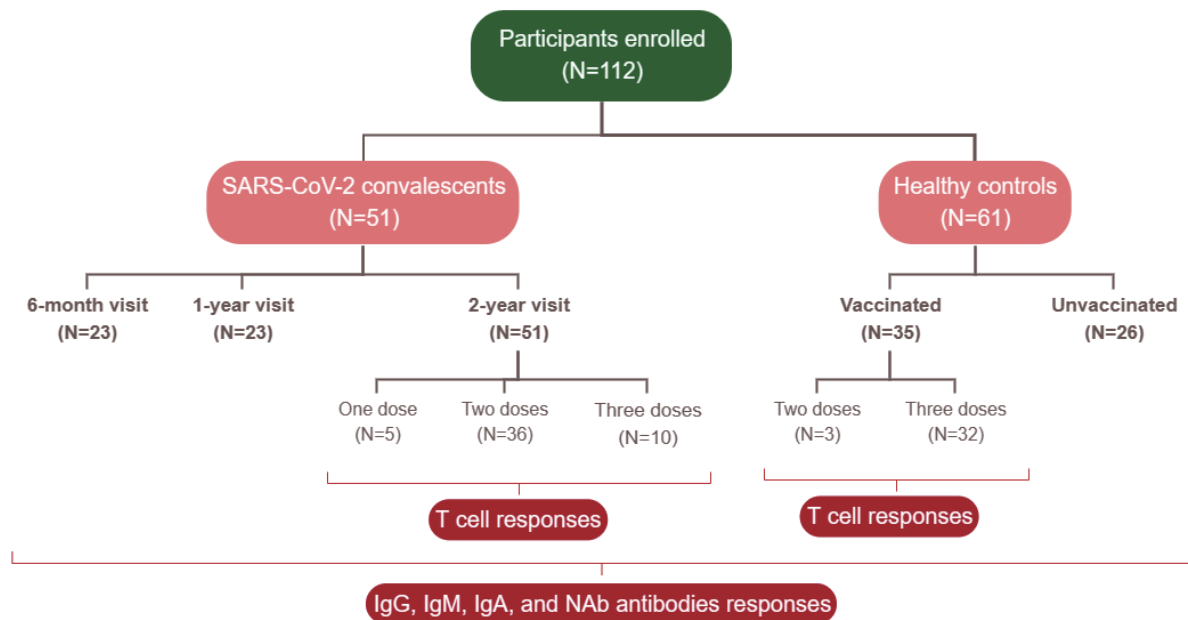 Participants enrolled
(N=112)
SARS-CoV-2 convalescents
(N=51)
Healthy controls
(N=61)
6-month visit
(N=23)
1-year visit
(N=23)
2-year visit
(N=51)
Vaccinated
(N=35)
Unvaccinated
(N=26)
One dose
(N=5)
Two doses
(N=36)
Three doses
(N=10)
Two doses
(N=3)
Three doses
(N=32)
T cell responses
T cell responses
IgG, IgM, IgA, and NAb antibodies responses